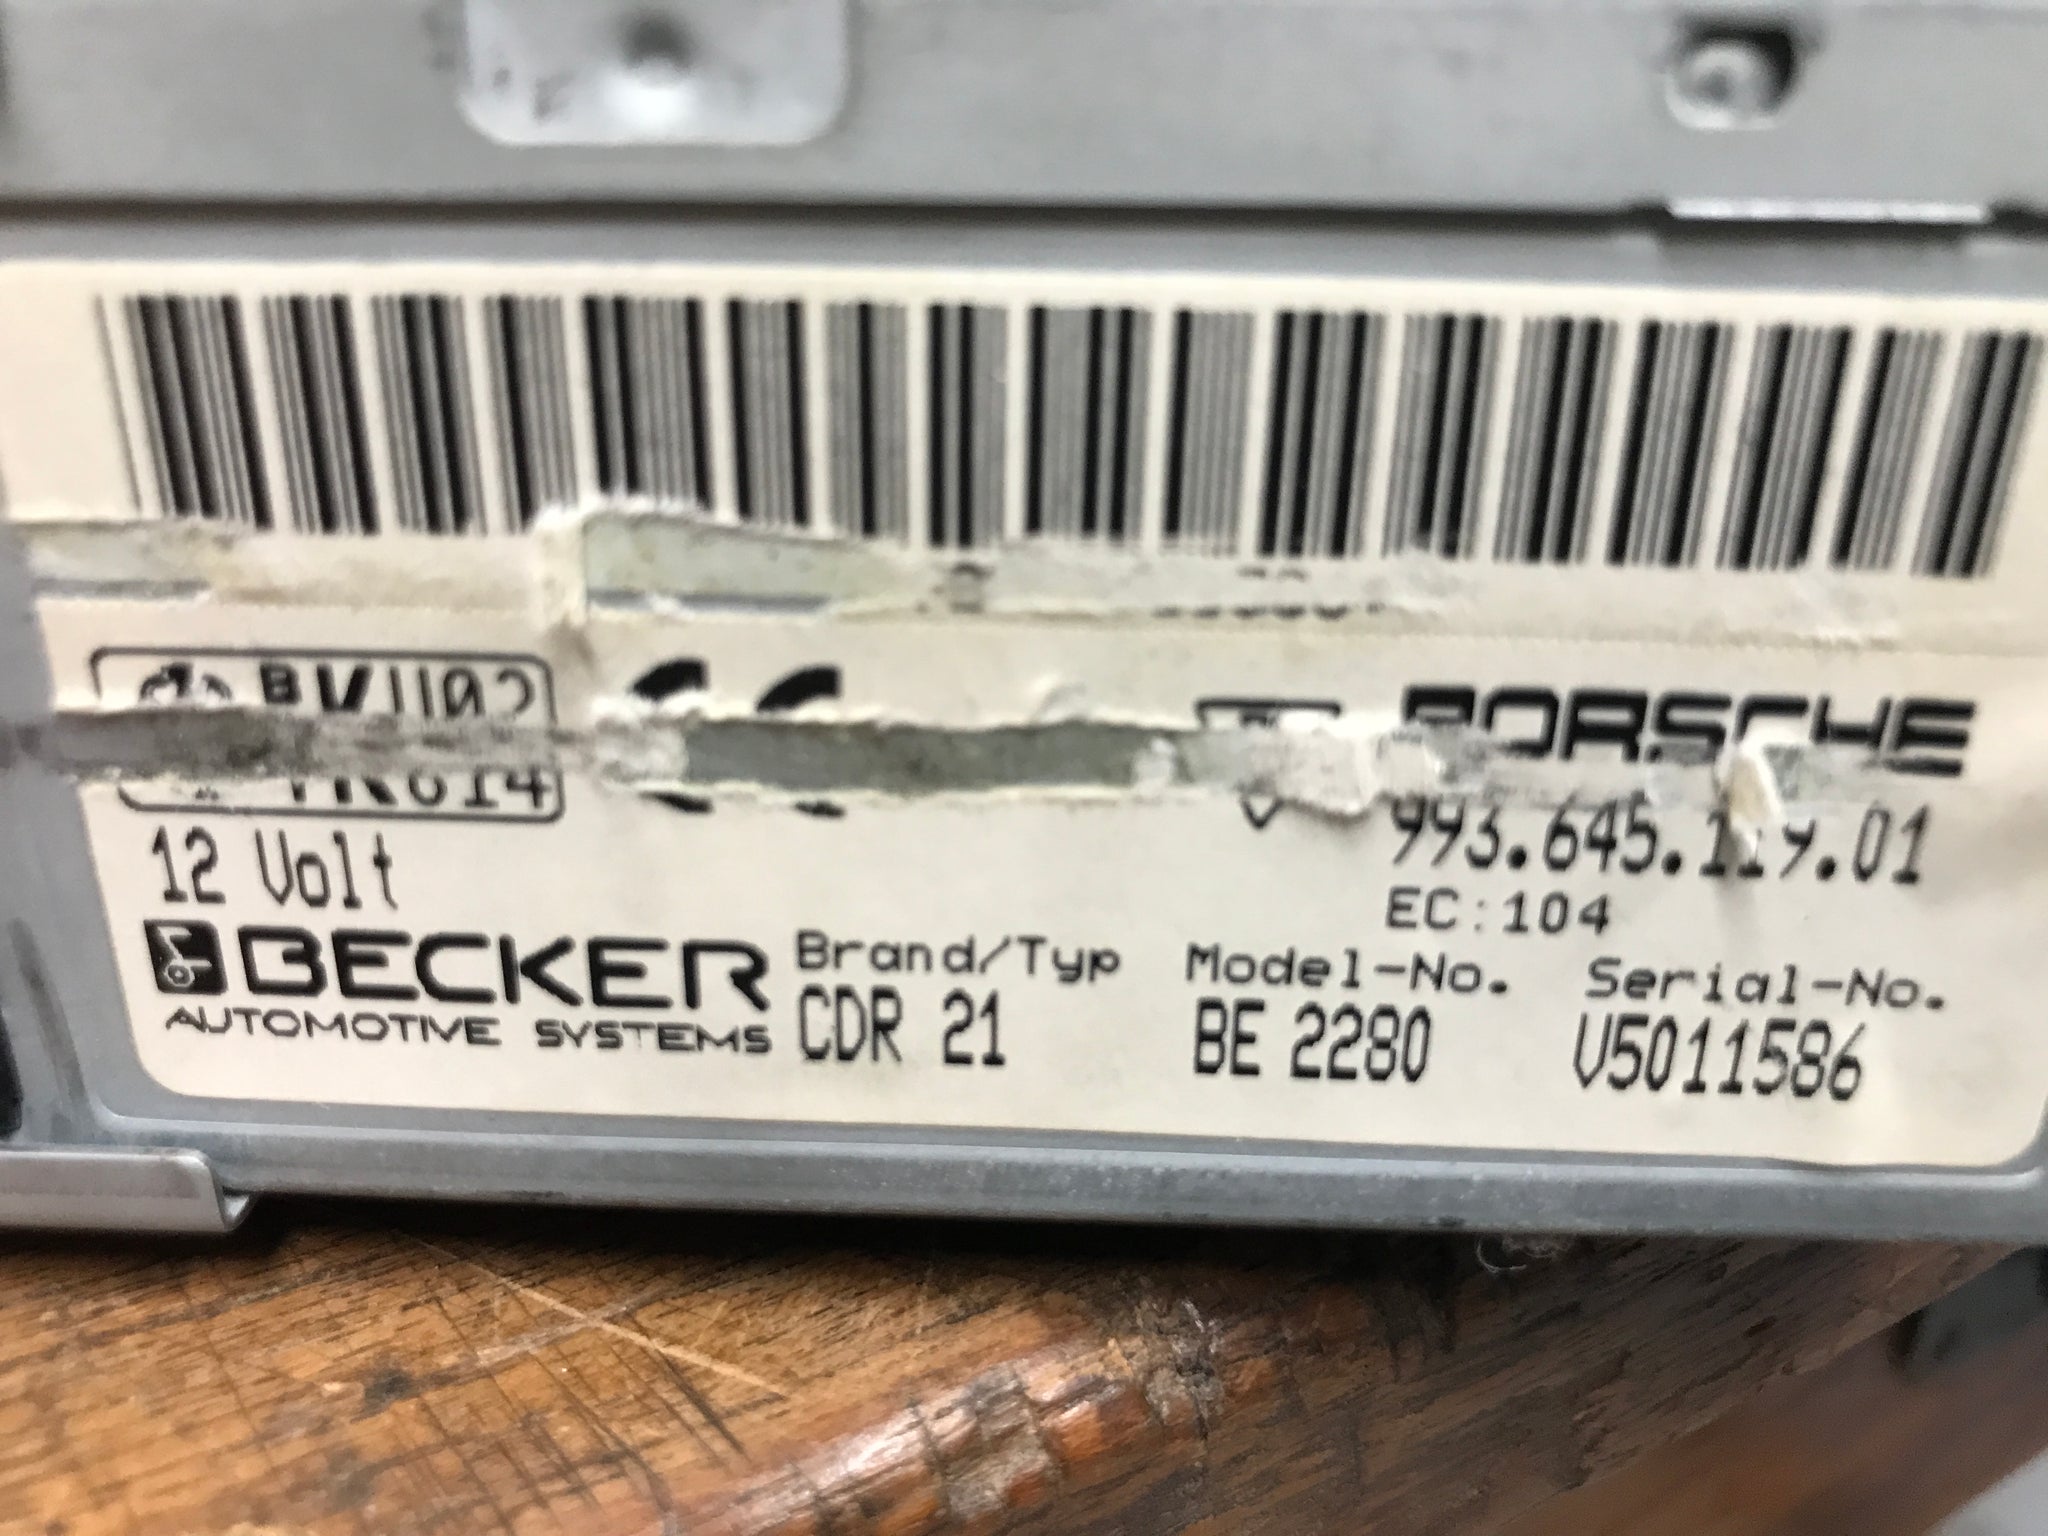 PORSCHE
993.645.119.01
12 Volt
EC:104
BECKER
AUTOMOTIVE SYSTEMS
Brand/Typ
CDR 21
Model-No.
BE 2280
Serial-No.
V5011586